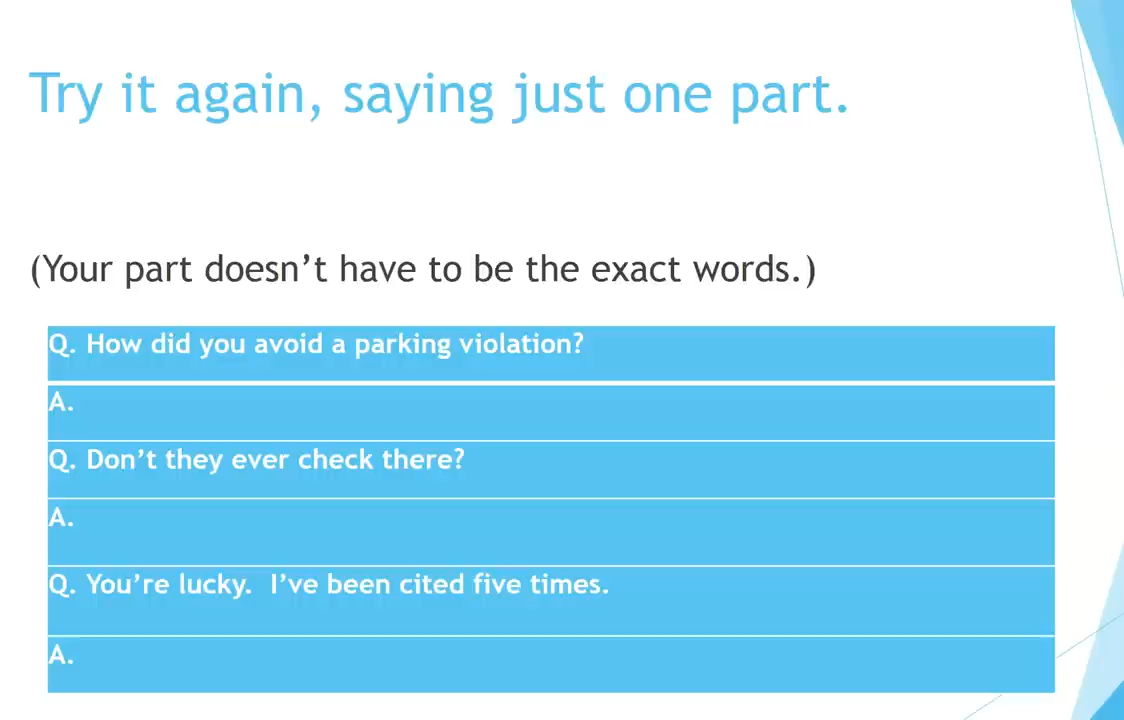 Try it again, saying just one part.
(Your part doesn’t have to be the exact words.)
Q. How did you avoid a parking violation?
A.
Q. Don’t they ever check there?
A.
Q. You’re lucky.  I’ve been cited five times.
A.